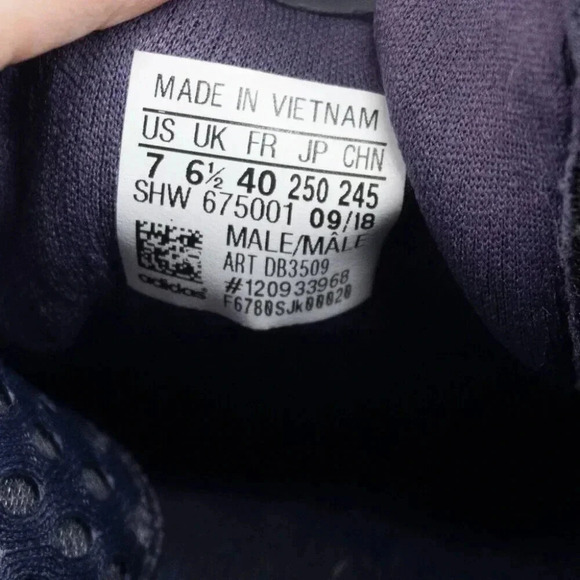 MADE IN VIETNAM
US UK FR JP CHN
7 6½ 40 250 245
SHW 675001 09/18
MALE/MÂLE
ART DB3509
#120933968
F6780SJk00020
adidas